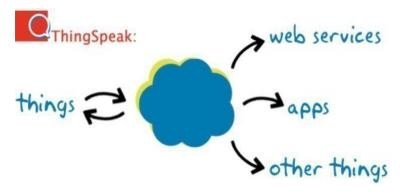 ThingSpeak:
web services
things
apps
other things